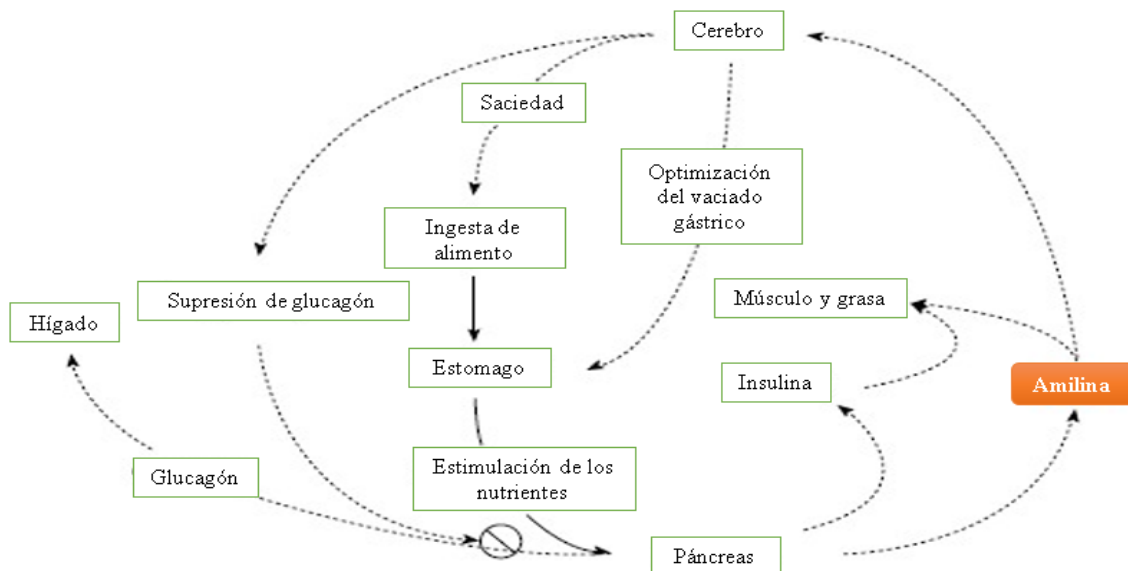 Cerebro
Saciedad
Optimización
del vaciado
gástrico
Ingesta de
alimento
Supresión de glucagón
Músculo y grasa
Hígado
Estomago
Insulina
Amilina
Estimulación de los
nutrientes
Glucagón
Páncreas